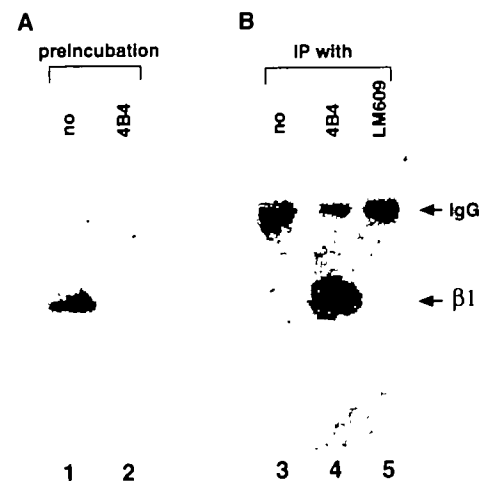 A
preincubation
no
4B4
1
2
B
IP with
no
4B4
LM609
IgG
β1
3
4
5